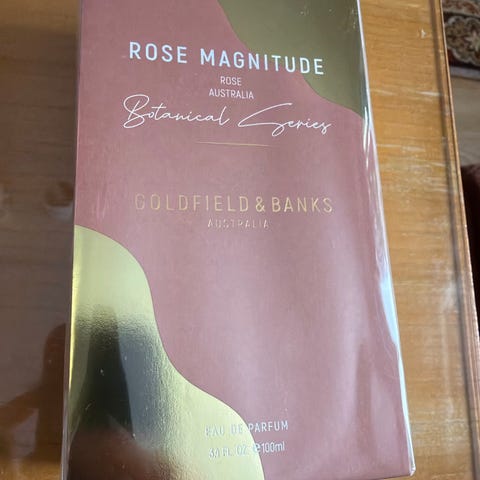 ROSE MAGNITUDE
ROSE
AUSTRALIA
Botanical Series
GOLDFIELD & BANKS
AUSTRALIA
EAU DE PARFUM
3.4 FL. OZ. ℮100ml